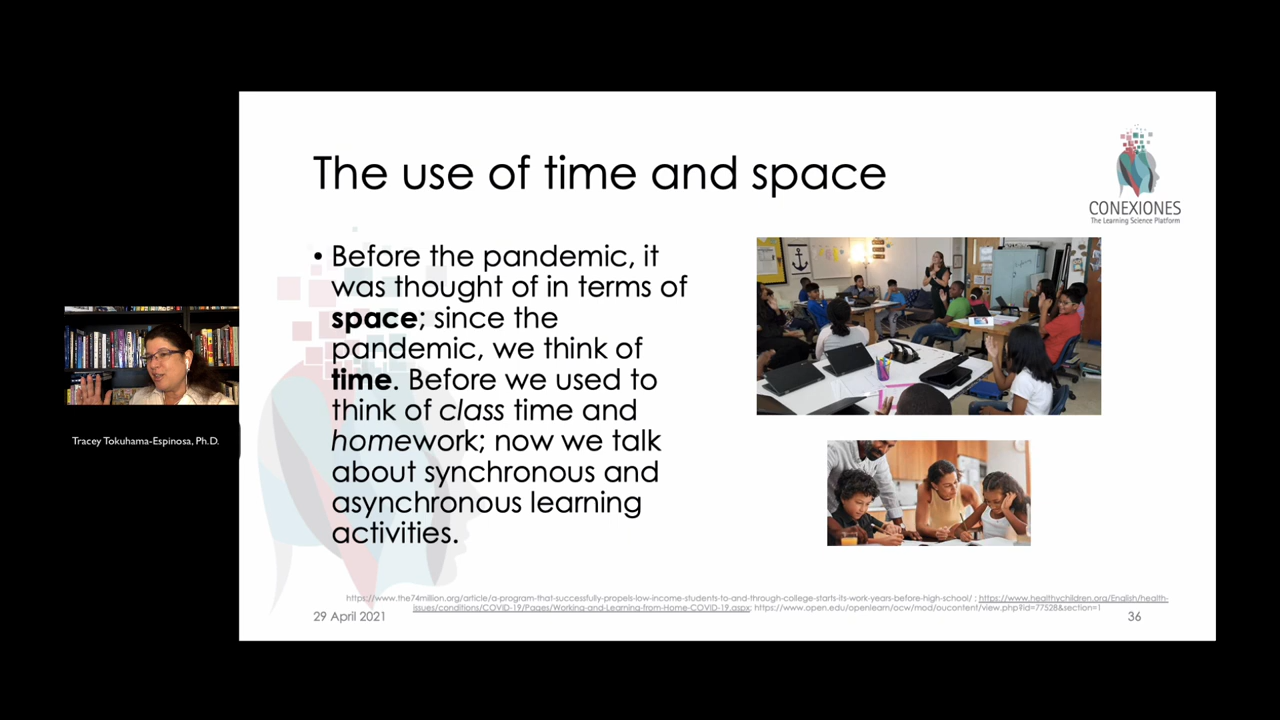 The use of time and space
CONEXIONES
The Learning Science Platform
• Before the pandemic, it
was thought of in terms of
space; since the
pandemic, we think of
time. Before we used to
think of class time and
homework; now we talk
about synchronous and
asynchronous learning
activities.
Tracey Tokuhama-Espinosa, Ph.D.
https://www.the74million.org/article/a-program-that-successfully-propels-low-income-students-to-and-through-college-starts-its-work-years-before-high-school/ ; https://www.healthychildren.org/English/health-
issues/conditions/COVID-19/Pages/Working-and-Learning-from-Home-COVID-19.aspx; https://www.open.edu/openlearn/ocw/mod/oucontent/view.php?id=77528&section=1
29 April 2021
36